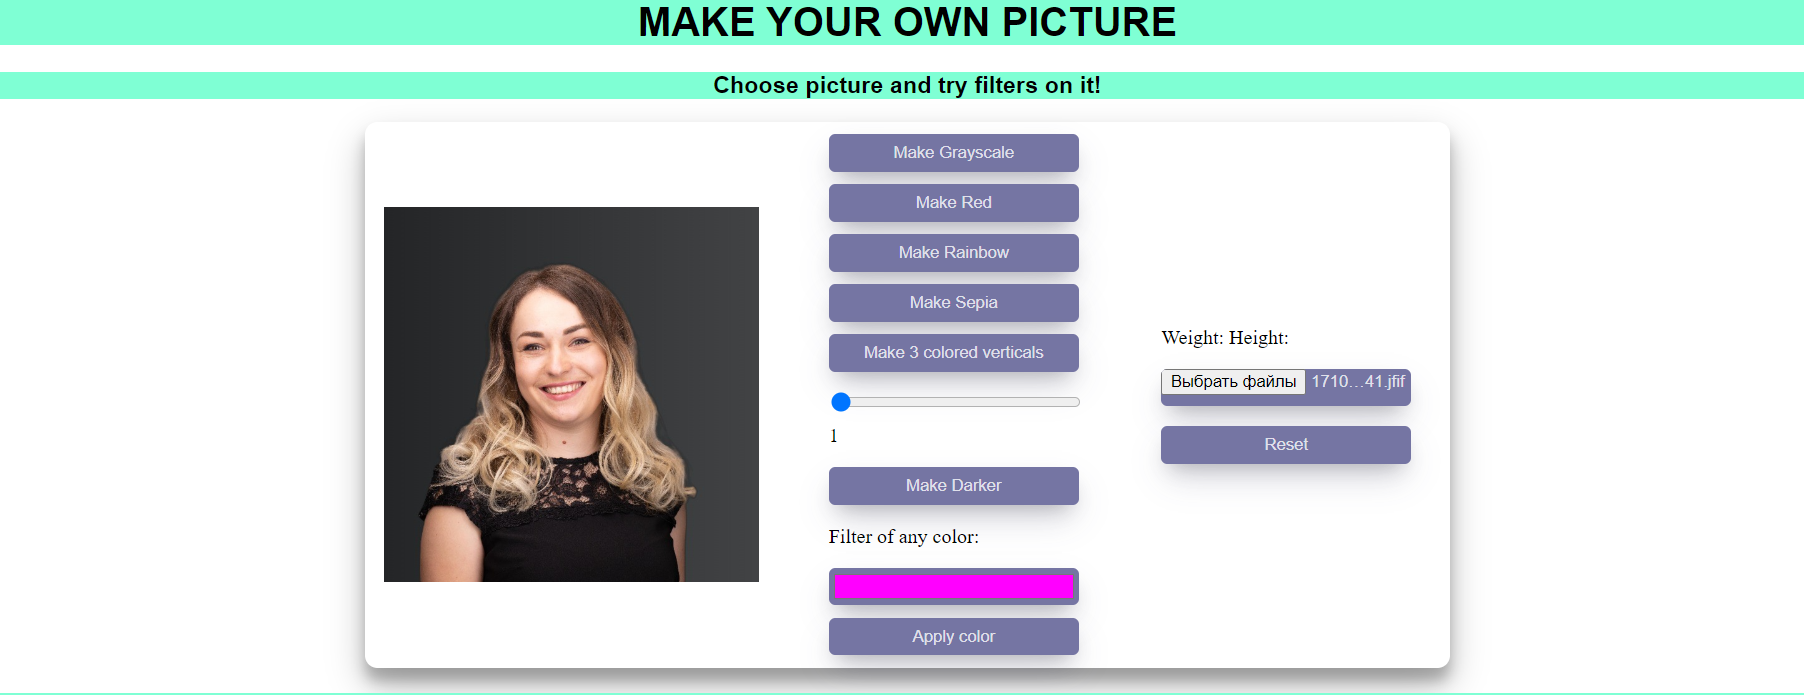 MAKE YOUR OWN PICTURE
Choose picture and try filters on it!
Make Grayscale
Make Red
Make Rainbow
Make Sepia
Make 3 colored verticals
1
Make Darker
Filter of any color:
Apply color
Weight: Height:
Выбрать файлы 1710...41.jfif
Reset